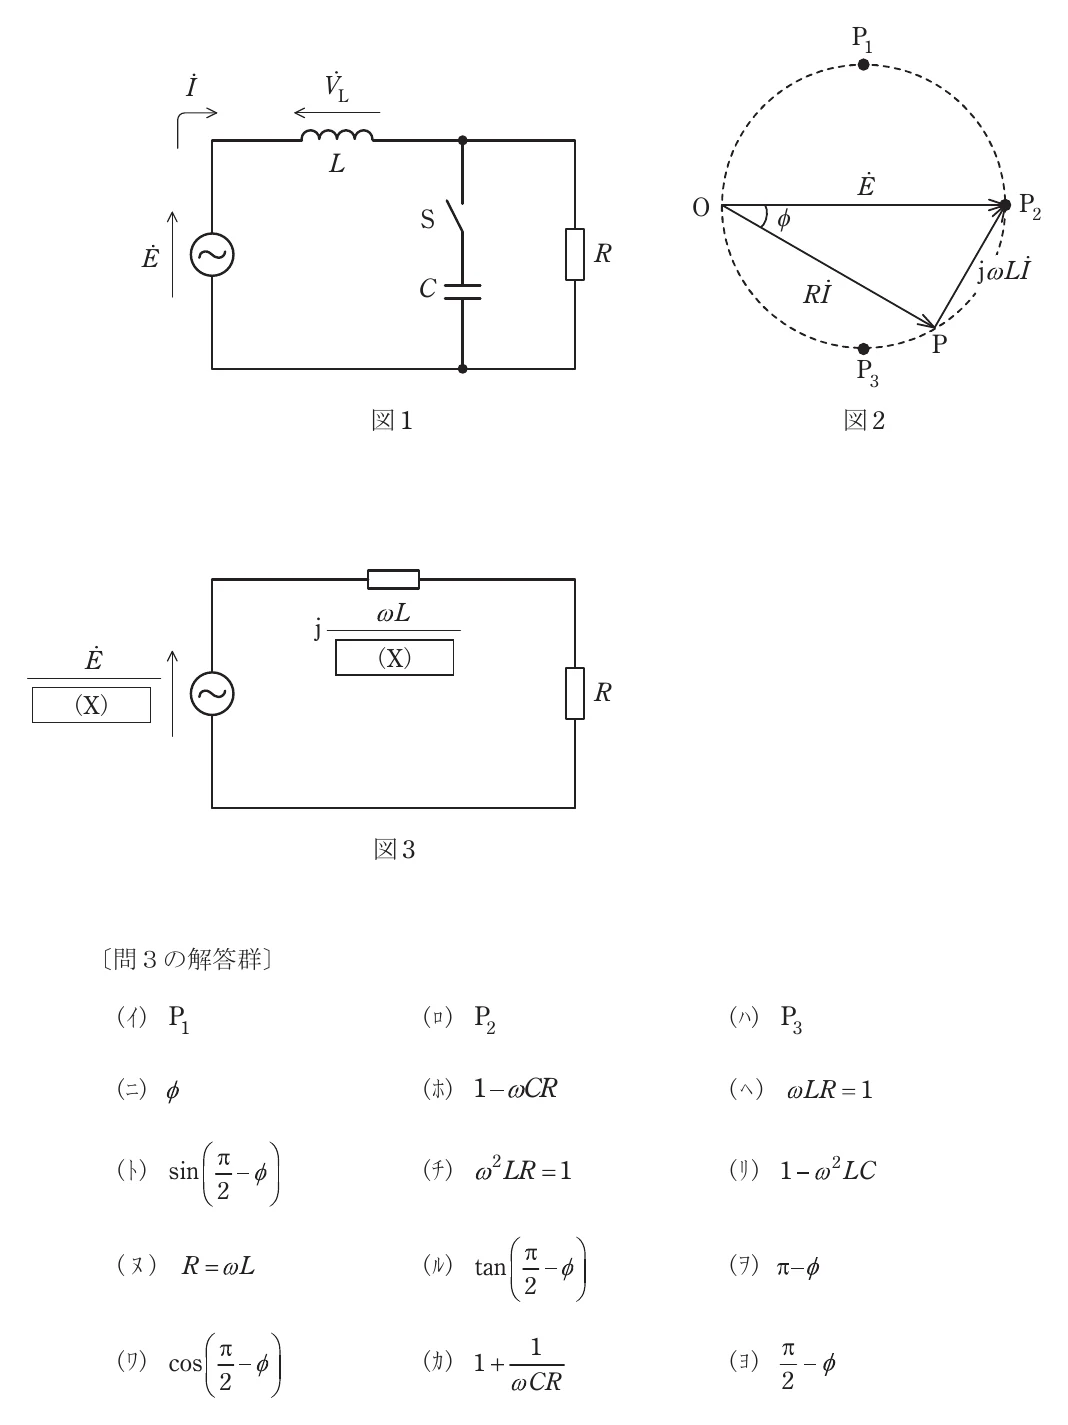 İ
V̇L
L
S
C
R
Ė
図1
P1
O
Ė
P2
ϕ
jωLİ
Rİ
P
P3
図2
ωL
j
(X)
Ė
(X)
R
図3
〔問3の解答群〕
(イ) P1 (ロ) P2 (ハ) P3
(ニ) ϕ (ホ) 1−ωCR (ヘ) ωLR=1
(ト) sin(π/2−ϕ) (チ) ω²LR=1 (リ) 1−ω²LC
(ヌ) R=ωL (ル) tan(π/2−ϕ) (ヲ) π−ϕ
(ワ) cos(π/2−ϕ) (カ) 1+1/ωCR (ヨ) π/2−ϕ